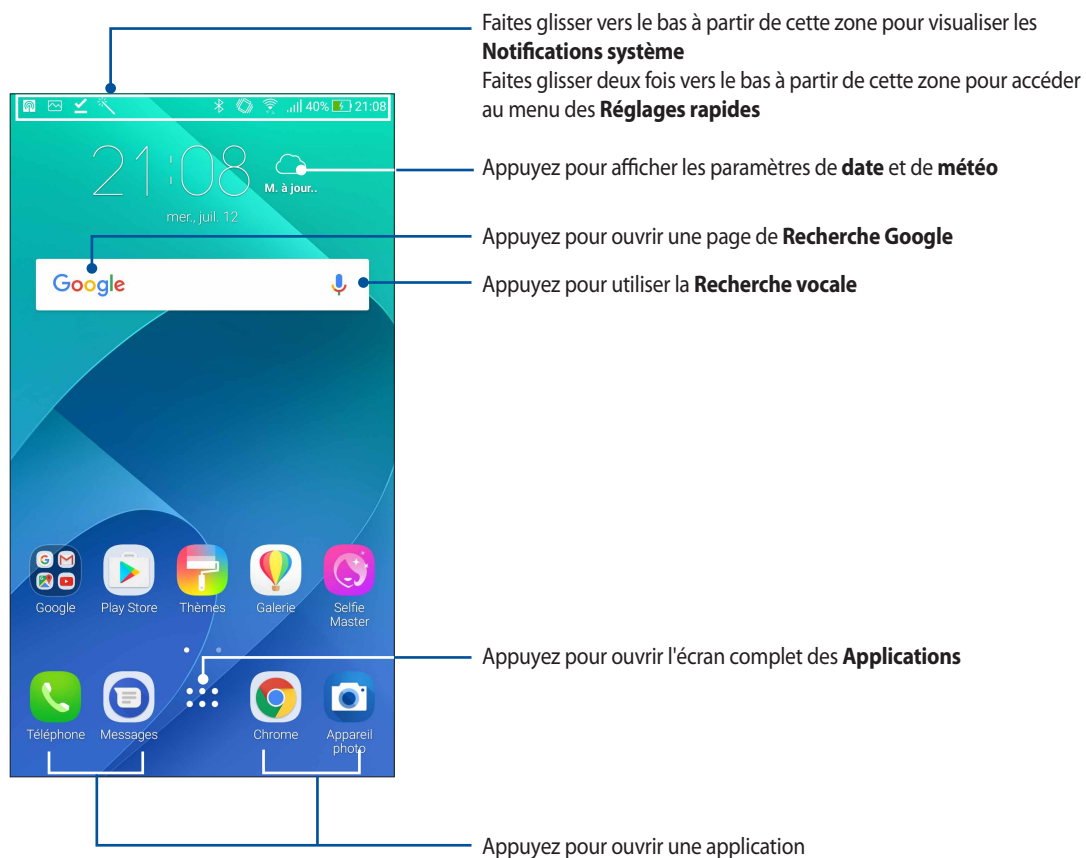 Faites glisser vers le bas à partir de cette zone pour visualiser les
Notifications système
Faites glisser deux fois vers le bas à partir de cette zone pour accéder
au menu des Réglages rapides
40% 21:08
21:08
M. à jour..
mer., juil. 12
Appuyez pour afficher les paramètres de date et de météo
Appuyez pour ouvrir une page de Recherche Google
Google
Appuyez pour utiliser la Recherche vocale
Google Play Store Thèmes Galerie Selfie
Master
Appuyez pour ouvrir l'écran complet des Applications
Téléphone Messages Chrome Appareil
photo
Appuyez pour ouvrir une application